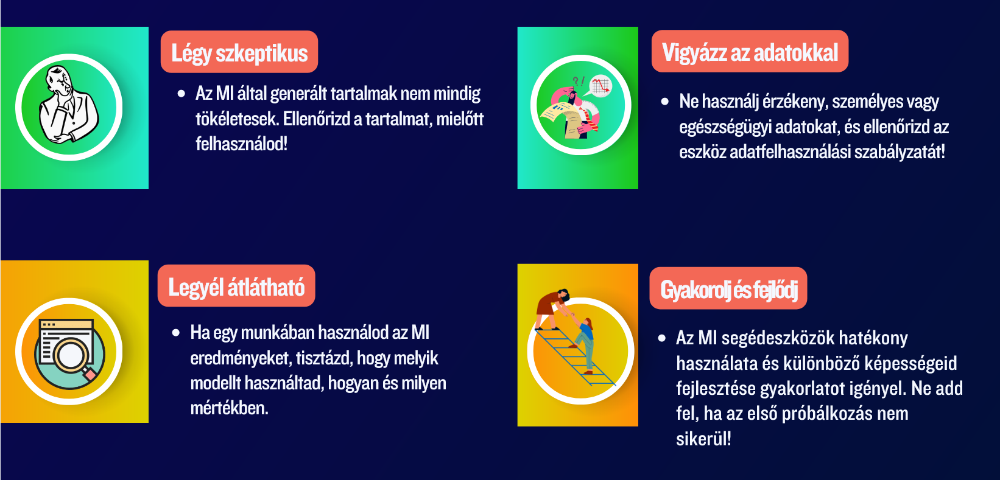 Légy szkeptikus
Az MI által generált tartalmak nem mindig
tökéletesek. Ellenőrizd a tartalmat, mielőtt
felhasználod!
Vigyázz az adatokkal
?!
Ne használj érzékeny, személyes vagy
egészségügyi adatokat, és ellenőrizd az
eszköz adatfelhasználási szabályzatát!
Legyél átlátható
Ha egy munkában használod az MI
eredményeket, tisztázd, hogy melyik
modellt használtad, hogyan és milyen
mértékben.
Gyakorolj és fejlődj
Az MI segédeszközök hatékony
használata és különböző képességeid
fejlesztése gyakorlatot igényel. Ne add
fel, ha az első próbálkozás nem
sikerül!